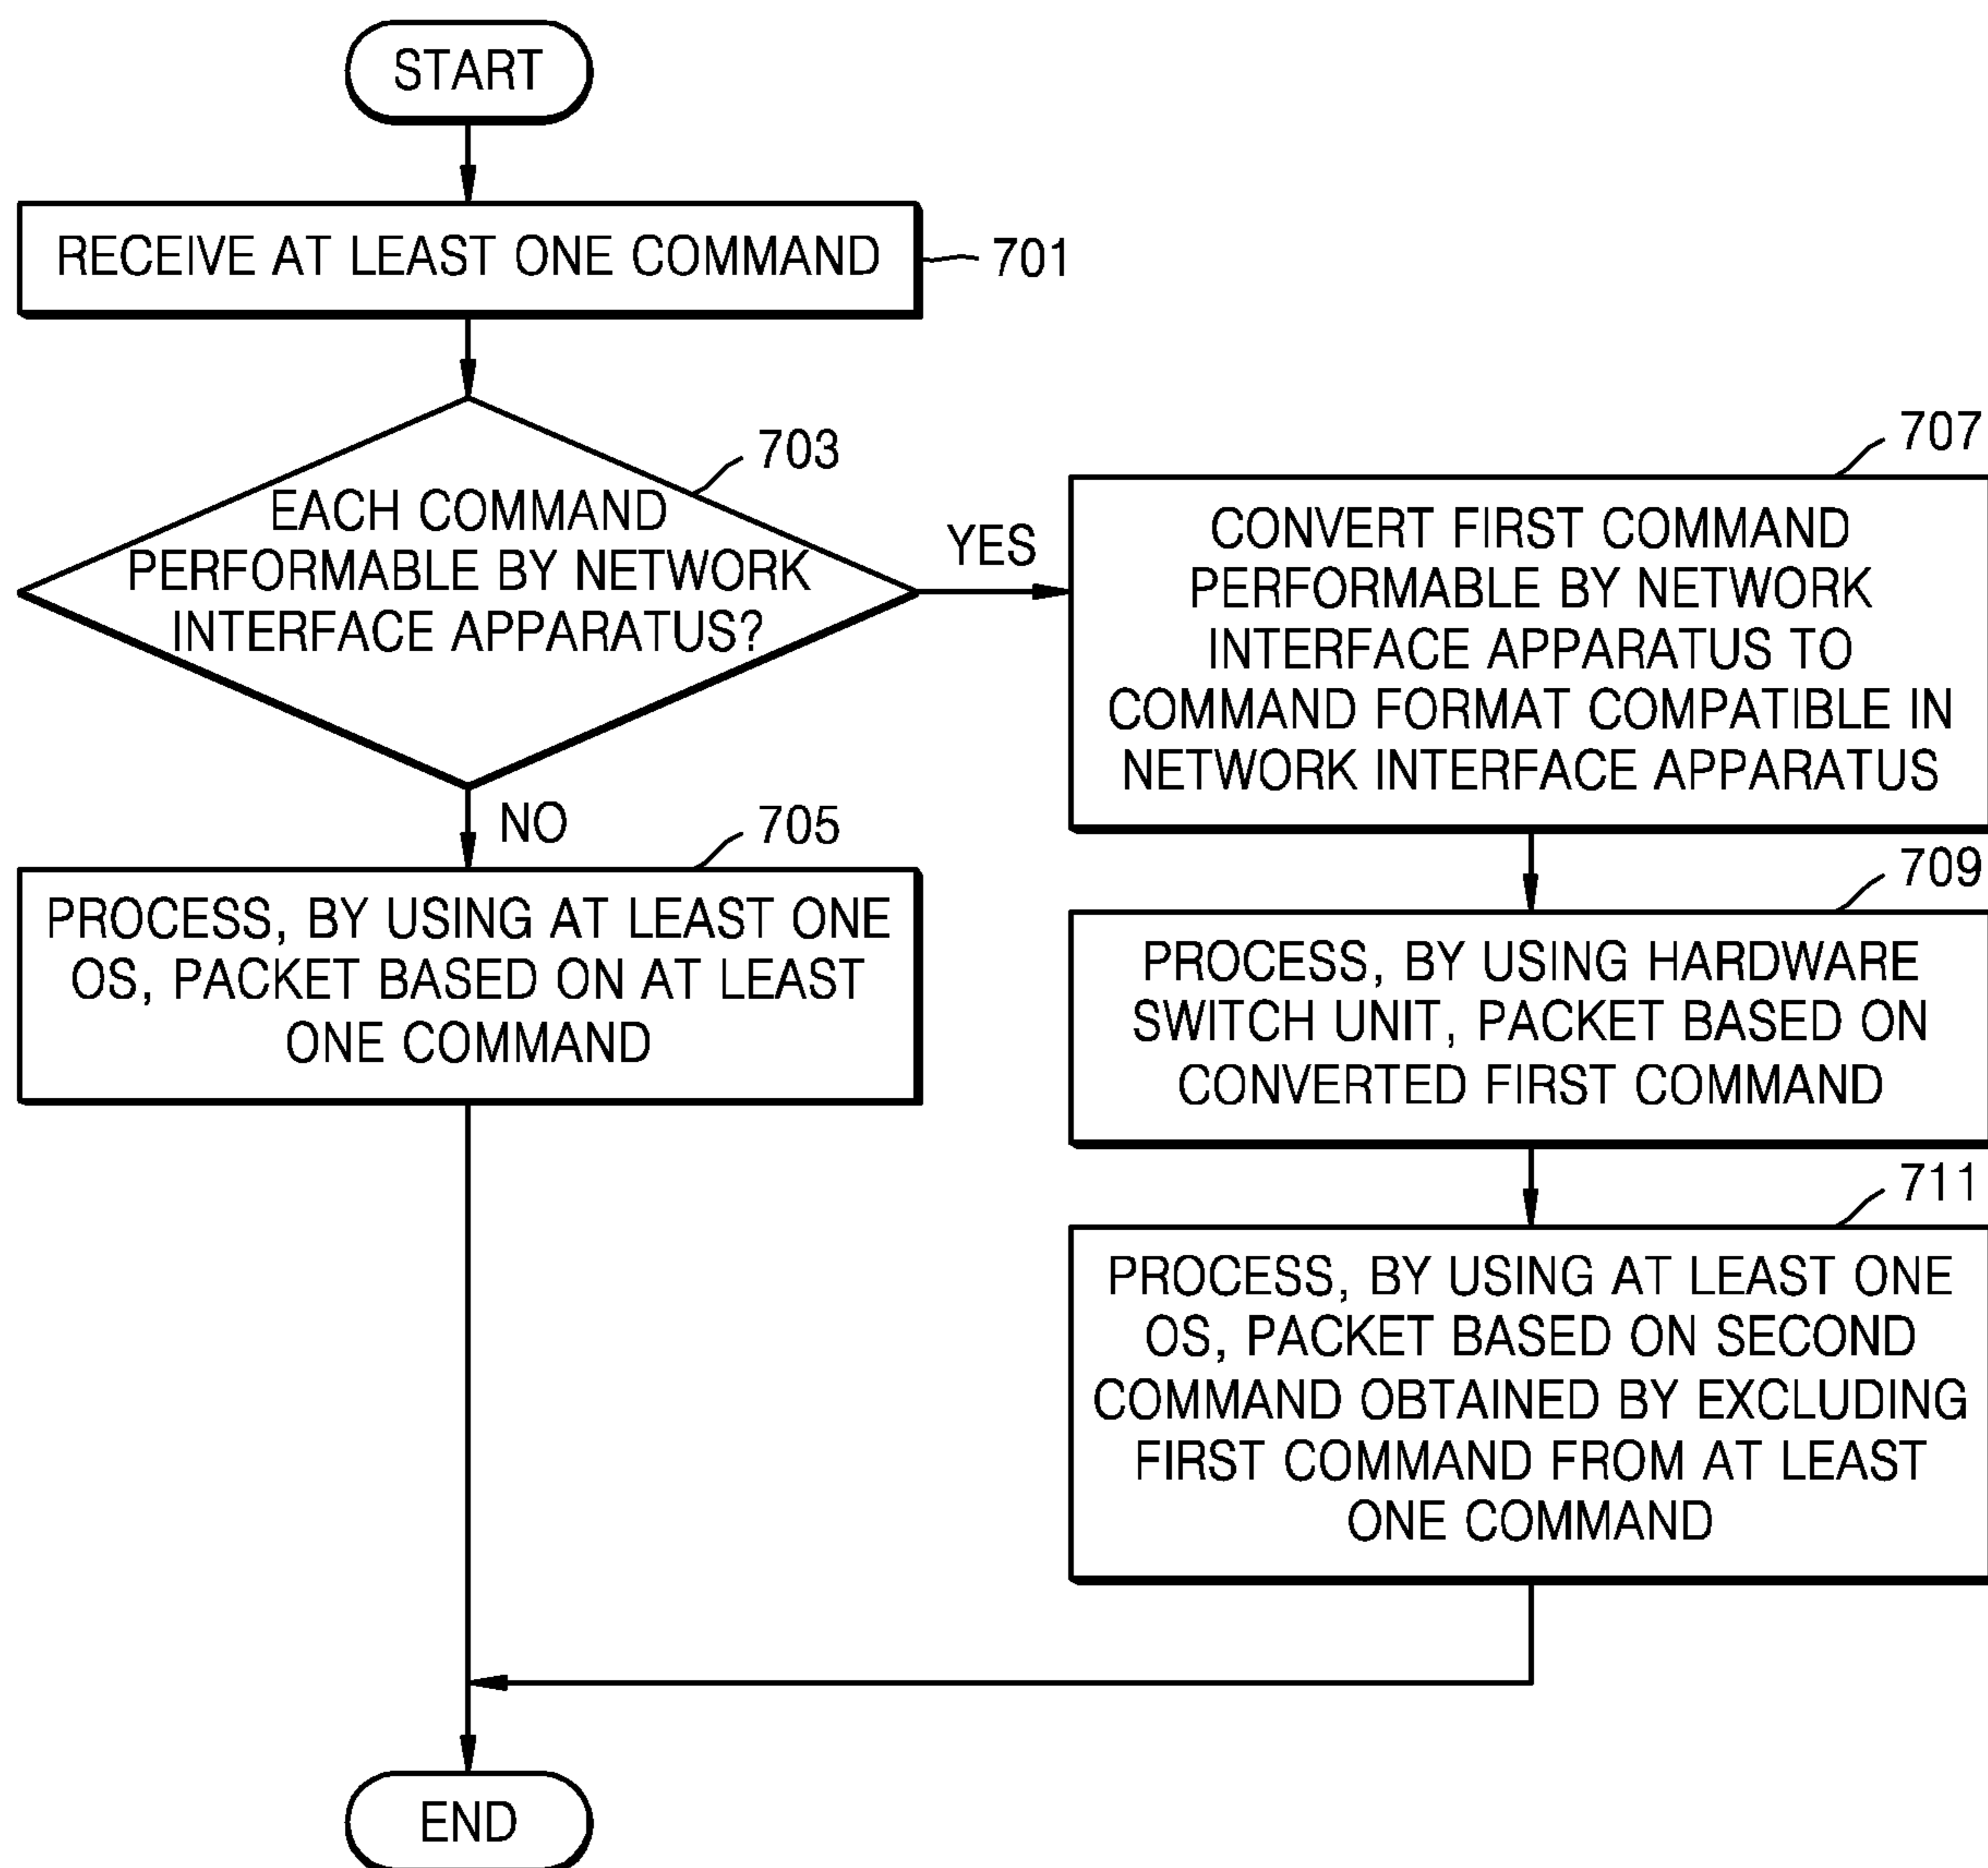 START
RECEIVE AT LEAST ONE COMMAND
701
703
EACH COMMAND
PERFORMABLE BY NETWORK
INTERFACE APPARATUS?
YES
NO
705
PROCESS, BY USING AT LEAST ONE
OS, PACKET BASED ON AT LEAST
ONE COMMAND
707
CONVERT FIRST COMMAND
PERFORMABLE BY NETWORK
INTERFACE APPARATUS TO
COMMAND FORMAT COMPATIBLE IN
NETWORK INTERFACE APPARATUS
709
PROCESS, BY USING HARDWARE
SWITCH UNIT, PACKET BASED ON
CONVERTED FIRST COMMAND
711
PROCESS, BY USING AT LEAST ONE
OS, PACKET BASED ON SECOND
COMMAND OBTAINED BY EXCLUDING
FIRST COMMAND FROM AT LEAST
ONE COMMAND
END